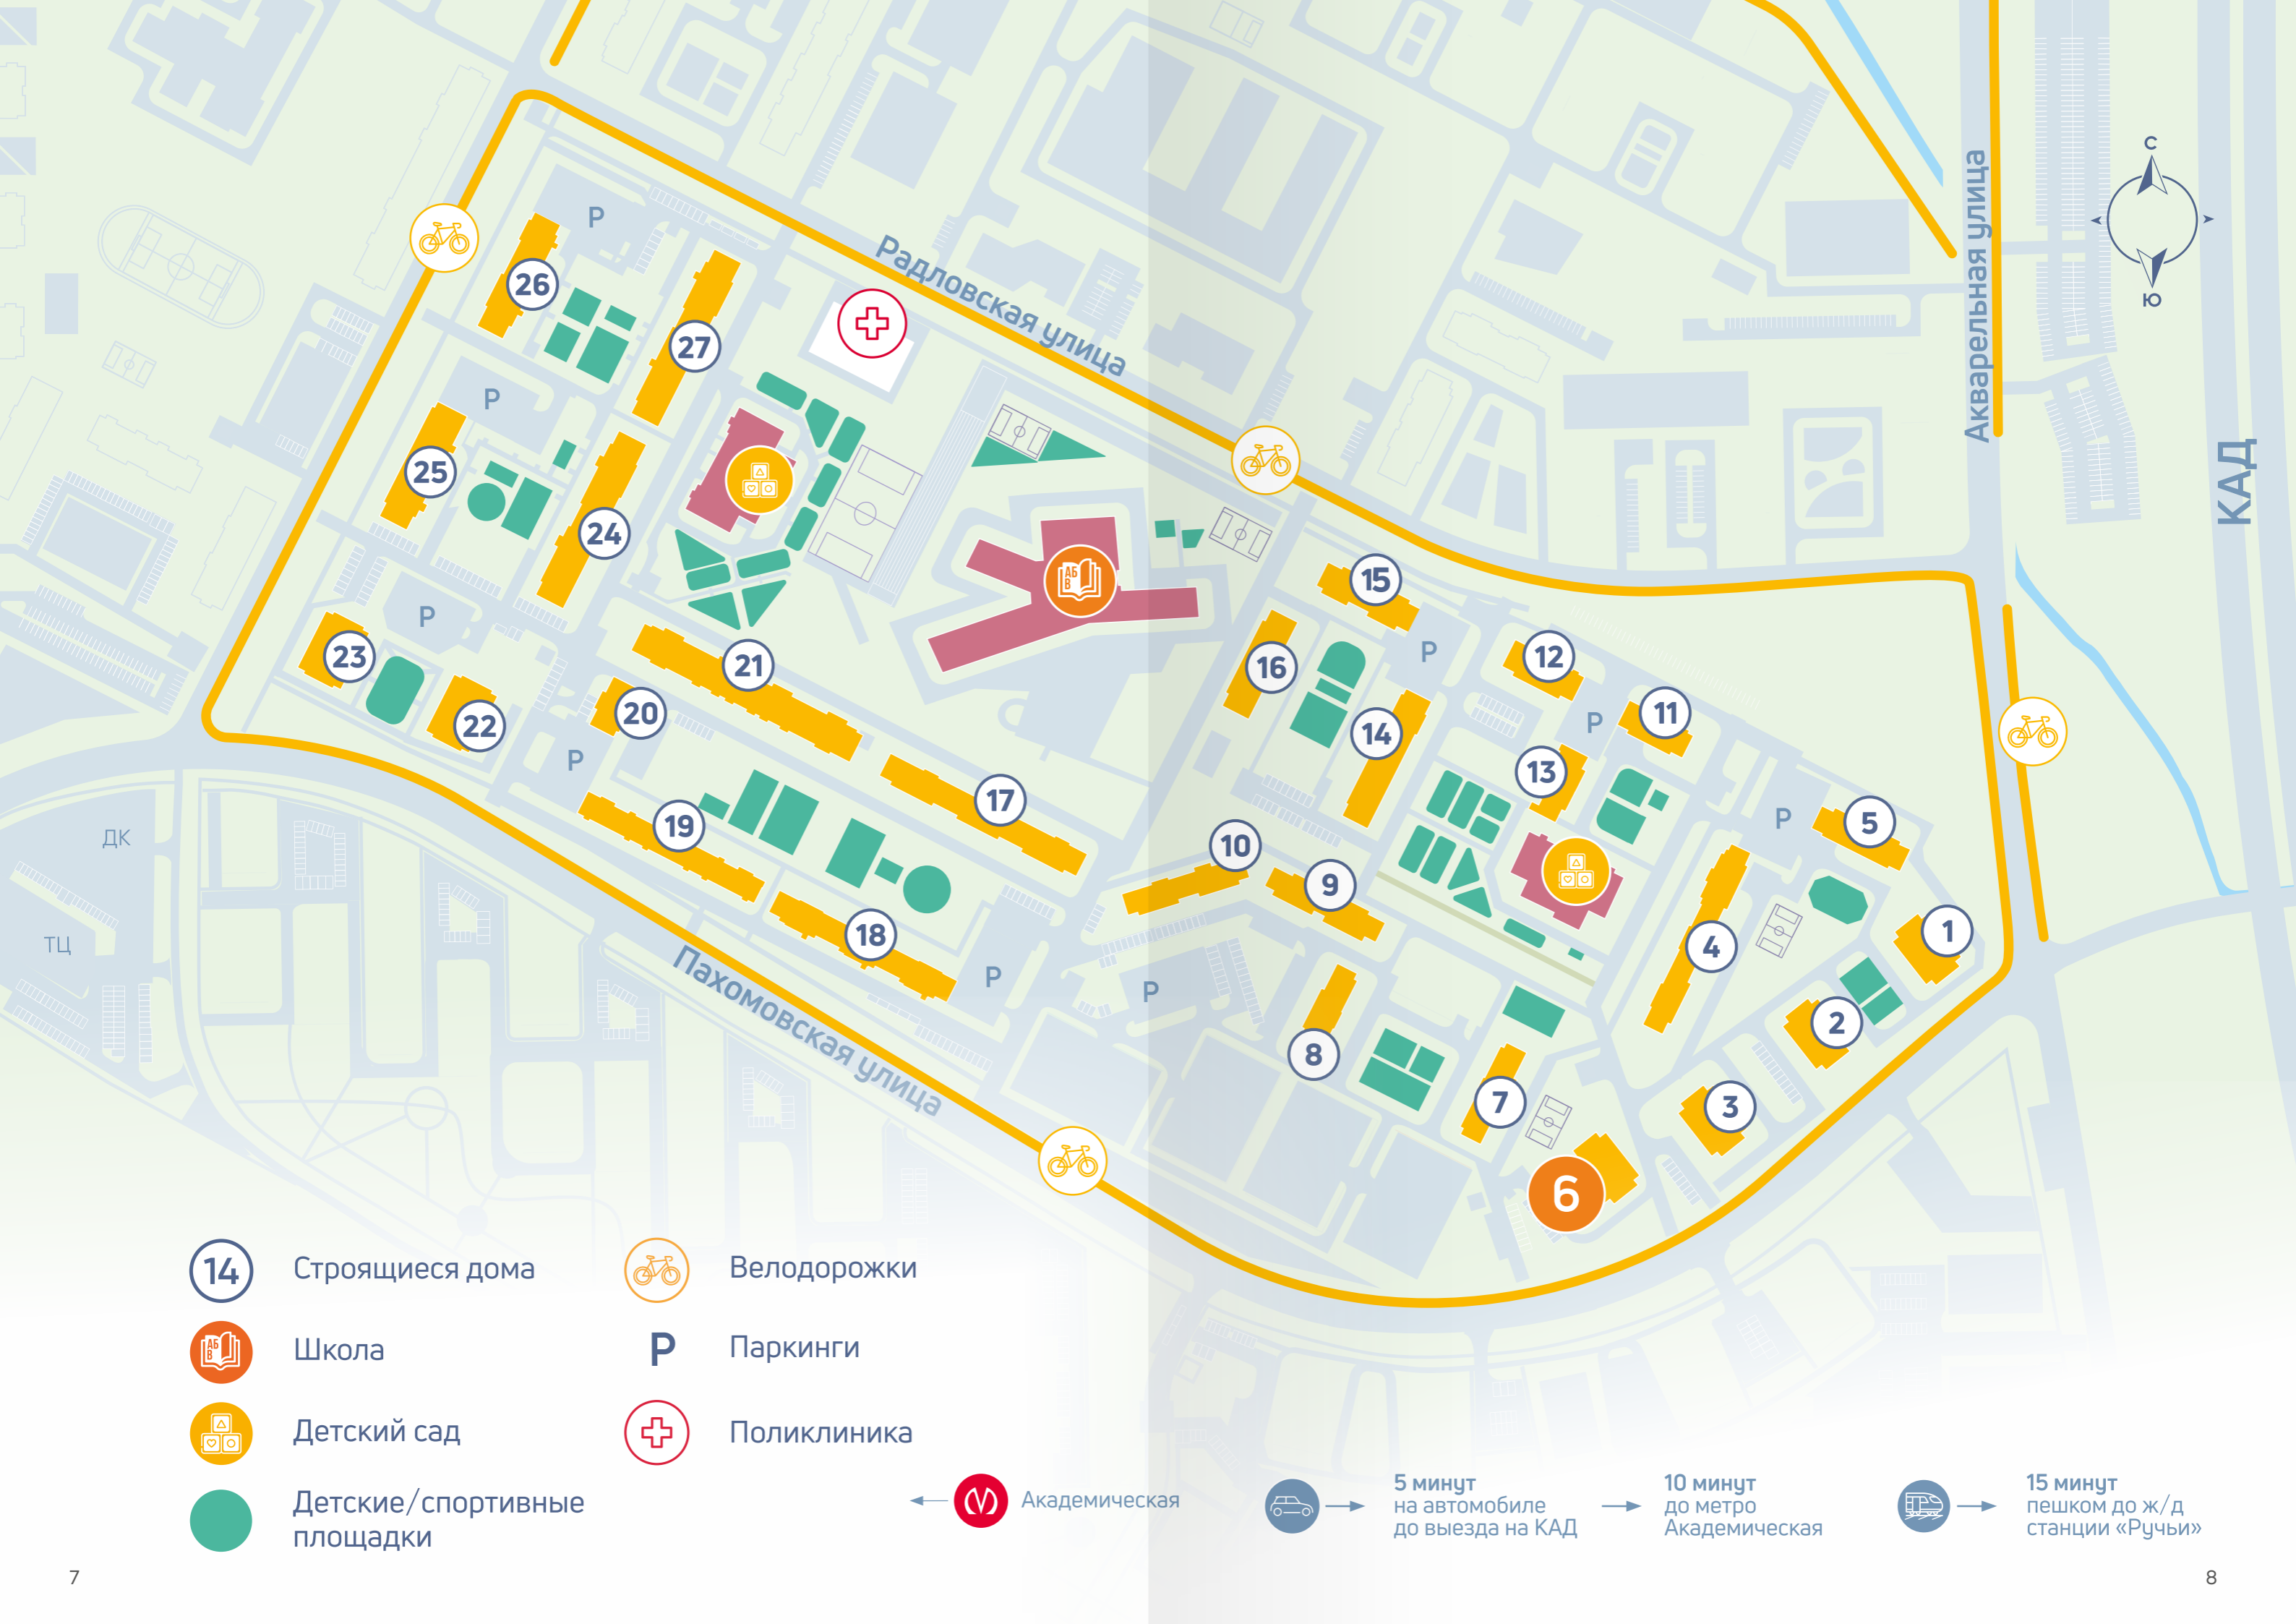 С
Ю
КАД
Акварельная улица
Радловская улица
P
26
27
P
25
24
АБ
В
15
P
23
21
16
P
12
20
22
14
P
11
P
13
17
19
10
P
5
9
18
4
1
P
P
2
8
7
3
6
ДК
ТЦ
Пахомовская улица
14
Строящиеся дома
Велодорожки
АБ
В
Школа
P
Паркинги
Детский сад
Поликлиника
Детские/спортивные
площадки
Академическая
5 минут
на автомобиле
до выезда на КАД
10 минут
до метро
Академическая
15 минут
пешком до ж/д
станции «Ручьи»
7
8